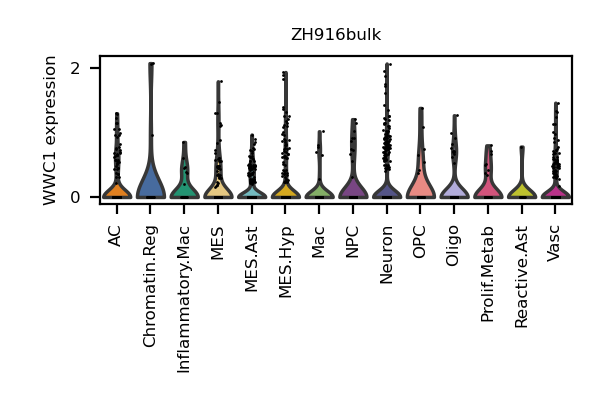 ZH916bulk
WWC1 expression
2
0
AC
Chromatin.Reg
Inflammatory.Mac
MES
MES.Ast
MES.Hyp
Mac
NPC
Neuron
OPC
Oligo
Prolif.Metab
Reactive.Ast
Vasc